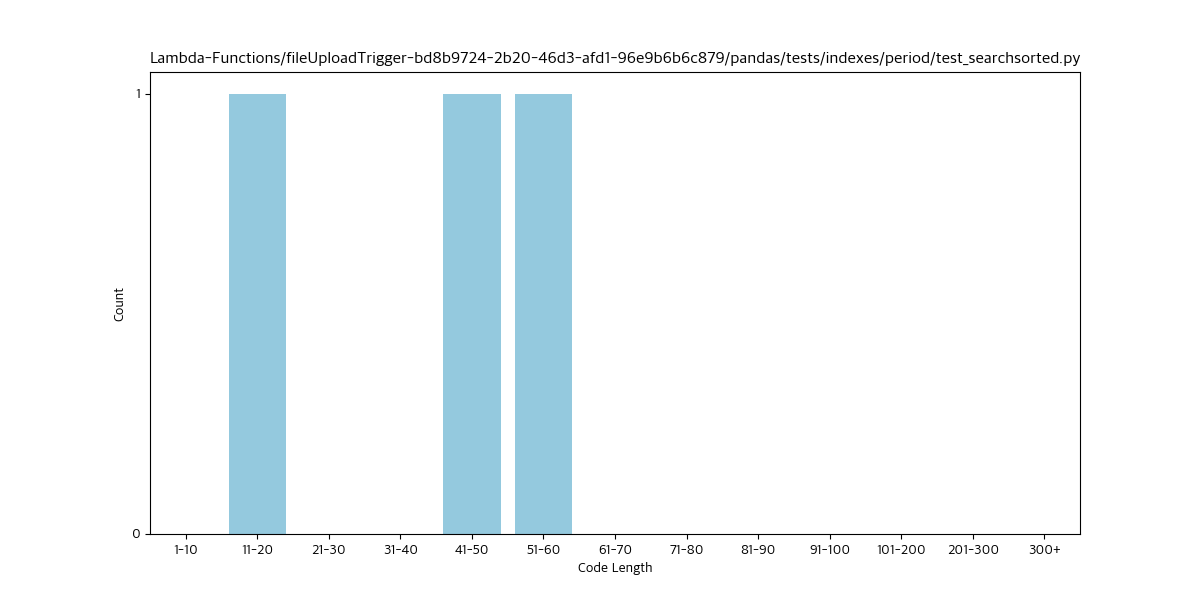 Lambda-Functions/fileUploadTrigger-bd8b9724-2b20-46d3-afd1-96e9b6b6c879/pandas/tests/indexes/period/test_searchsorted.py
1
Count
0
1-10 11-20 21-30 31-40 41-50 51-60 61-70 71-80 81-90 91-100 101-200 201-300 300+
Code Length